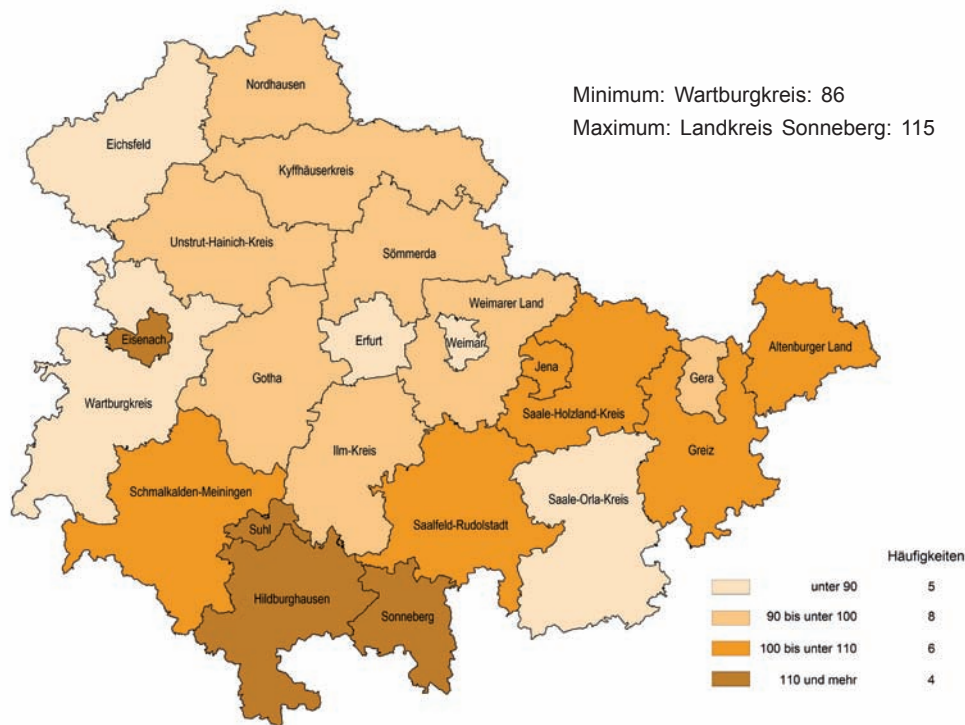 Minimum: Wartburgkreis: 86
Maximum: Landkreis Sonneberg: 115
Nordhausen
Eichsfeld
Kyffhäuserkreis
Unstrut-Hainich-Kreis
Sömmerda
Weimarer Land
Eisenach
Erfurt
Weimar
Altenburger Land
Jena
Gera
Gotha
Wartburgkreis
Saale-Holzland-Kreis
Ilm-Kreis
Greiz
Schmalkalden-Meiningen
Saale-Orla-Kreis
Suhl
Saalfeld-Rudolstadt
Hildburghausen
Sonneberg
Häufigkeiten
unter 90 5
90 bis unter 100 8
100 bis unter 110 6
110 und mehr 4